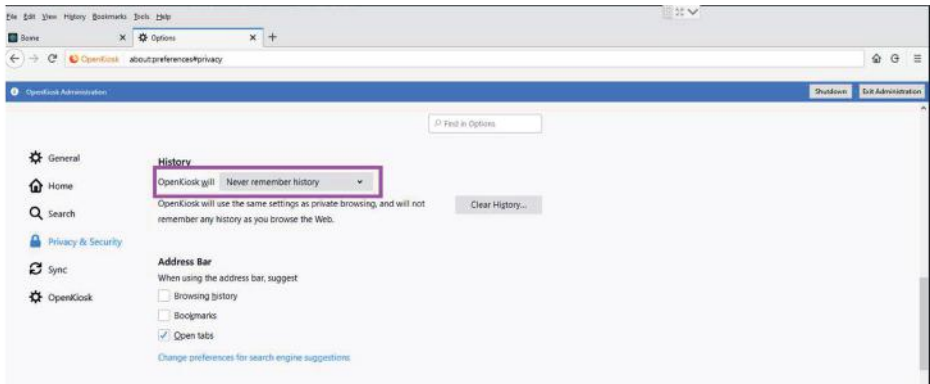 File Edit View History Bookmarks Tools Help
Home
Options
OpenKiosk about:preferences#privacy
OpenKiosk Administration
Shutdown Exit Administration
Find in Options
General
Home
Search
Privacy & Security
Sync
OpenKiosk
History
OpenKiosk will Never remember history
OpenKiosk will use the same settings as private browsing, and will not
remember any history as you browse the Web.
Clear History...
Address Bar
When using the address bar, suggest
Browsing history
Bookmarks
Open tabs
Change preferences for search engine suggestions